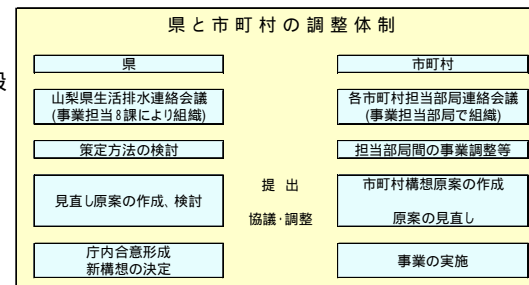 県と市町村の調整体制
県
市町村
段
山梨県生活排水連絡会議
(事業担当8課により組織)
各市町村担当部局連絡会議
(事業担当部局で組織)
策定方法の検討
担当部局間の事業調整等
見直し原案の作成、検討
提 出
協議・調整
市町村構想原案の作成
原案の見直し
庁内合意形成
新構想の決定
事業の実施